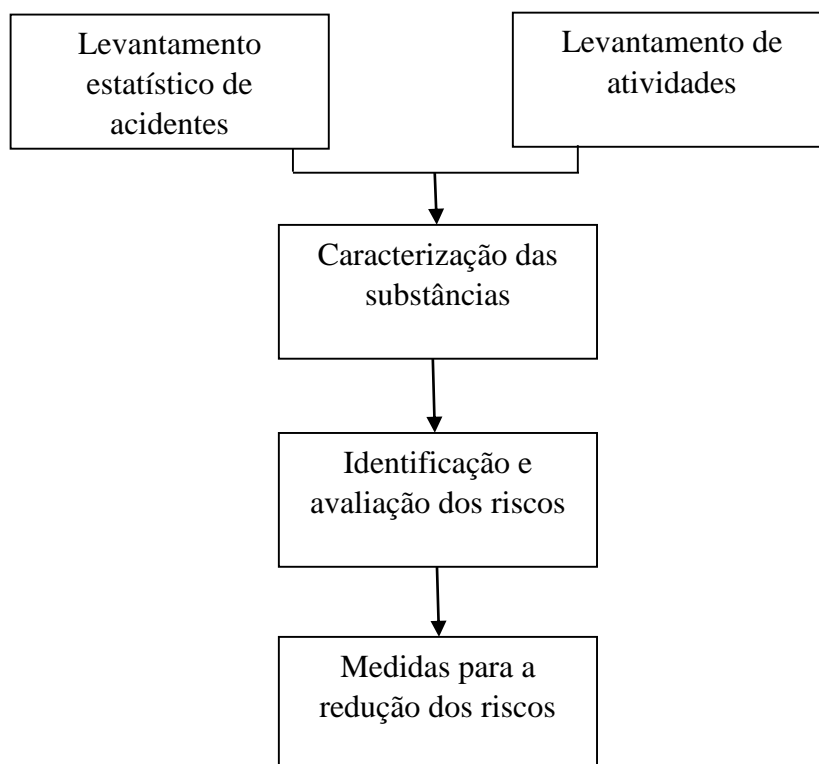 Levantamento
estatístico de
acidentes
Levantamento de
atividades
Caracterização das
substâncias
Identificação e
avaliação dos riscos
Medidas para a
redução dos riscos